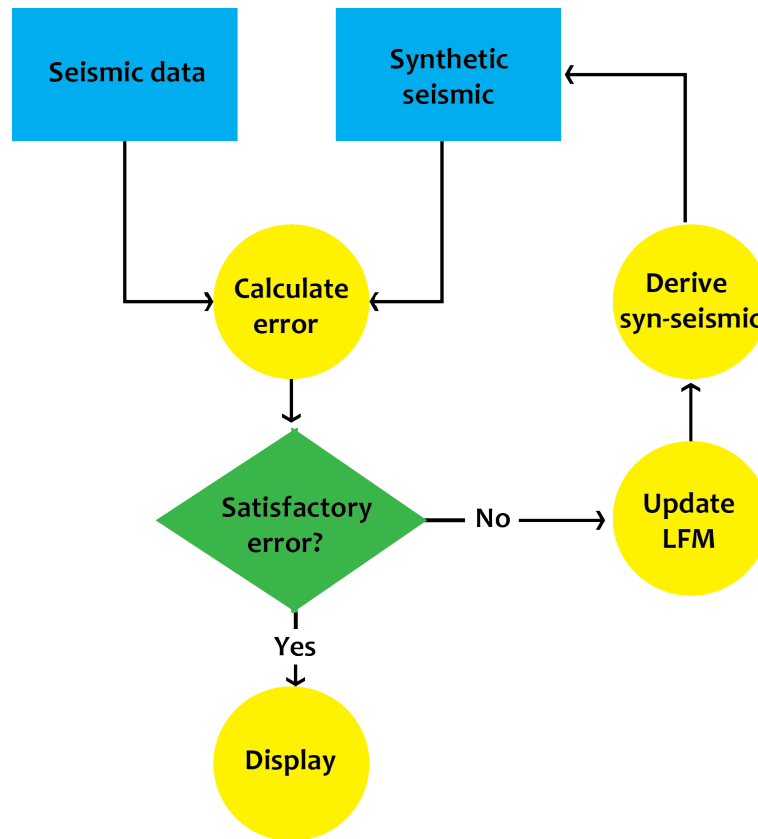 Seismic data
Synthetic
seismic
Calculate
error
Derive
syn-seismic
Satisfactory
error?
No
Update
LFM
Yes
Display